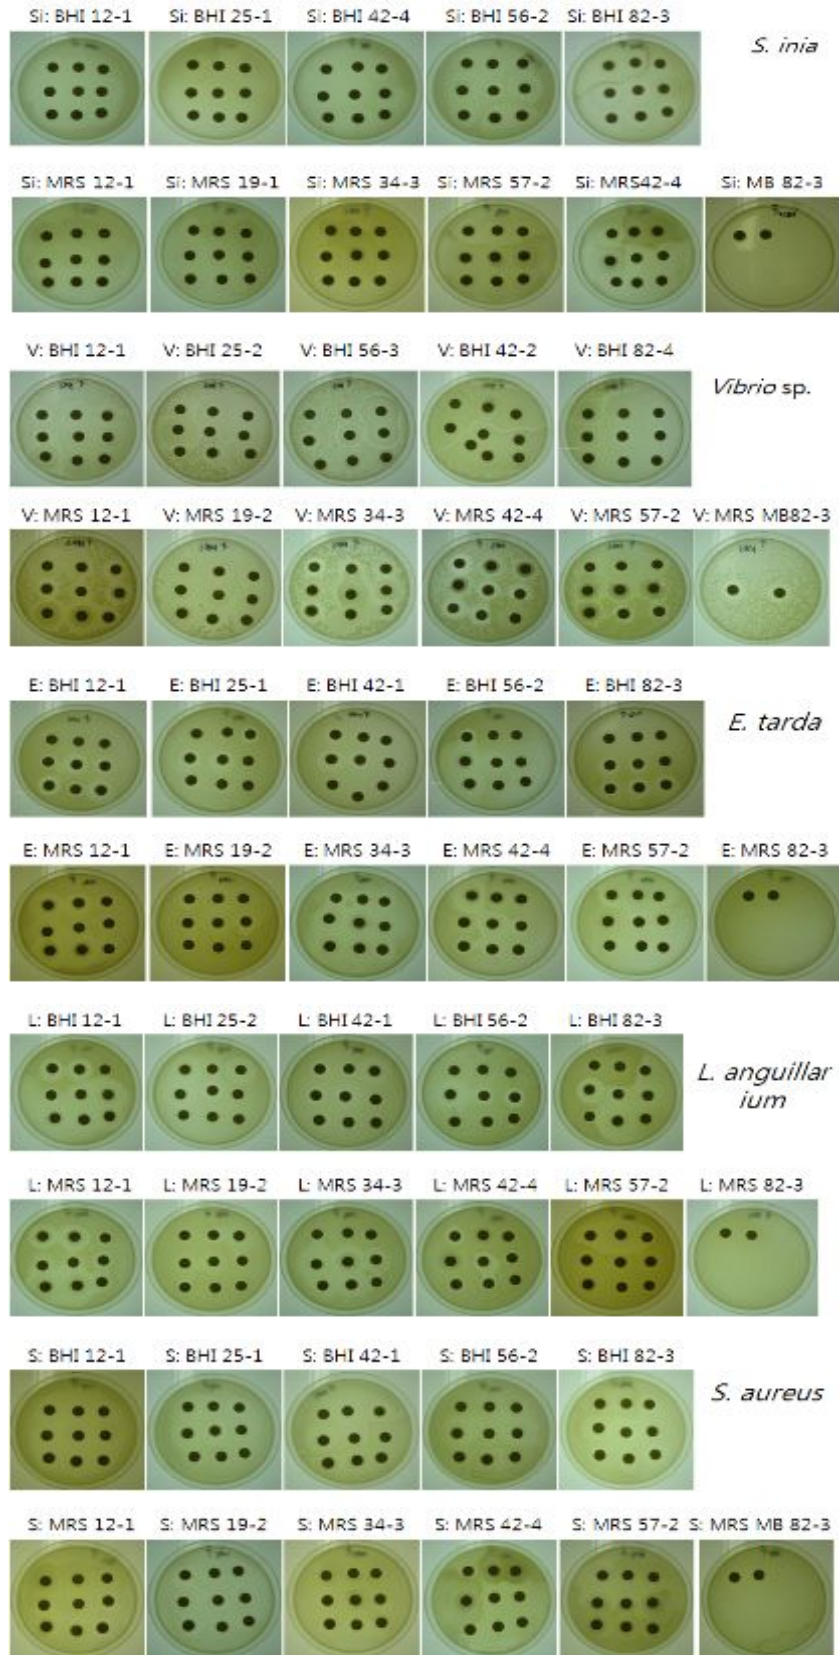 Si: BHI 12-1 Si: BHI 25-1 Si: BHI 42-4 Si: BHI 56-2 Si: BHI 82-3
S. inia
Si: MRS 12-1 Si: MRS 19-1 Si: MRS 34-3 Si: MRS 57-2 Si: MRS42-4 Si: MB 82-3
V: BHI 12-1 V: BHI 25-2 V: BHI 56-3 V: BHI 42-2 V: BHI 82-4
Vibrio sp.
V: MRS 12-1 V: MRS 19-2 V: MRS 34-3 V: MRS 42-4 V: MRS 57-2 V: MRS MB82-3
E: BHI 12-1 E: BHI 25-1 E: BHI 42-1 E: BHI 56-2 E: BHI 82-3
E. tarda
E: MRS 12-1 E: MRS 19-2 E: MRS 34-3 E: MRS 42-4 E: MRS 57-2 E: MRS 82-3
L: BHI 12-1 L: BHI 25-2 L: BHI 42-1 L: BHI 56-2 L: BHI 82-3
L. anguillar
ium
L: MRS 12-1 L: MRS 19-2 L: MRS 34-3 L: MRS 42-4 L: MRS 57-2 L: MRS 82-3
S: BHI 12-1 S: BHI 25-1 S: BHI 42-1 S: BHI 56-2 S: BHI 82-3
S. aureus
S: MRS 12-1 S: MRS 19-2 S: MRS 34-3 S: MRS 42-4 S: MRS 57-2 S: MRS MB 82-3